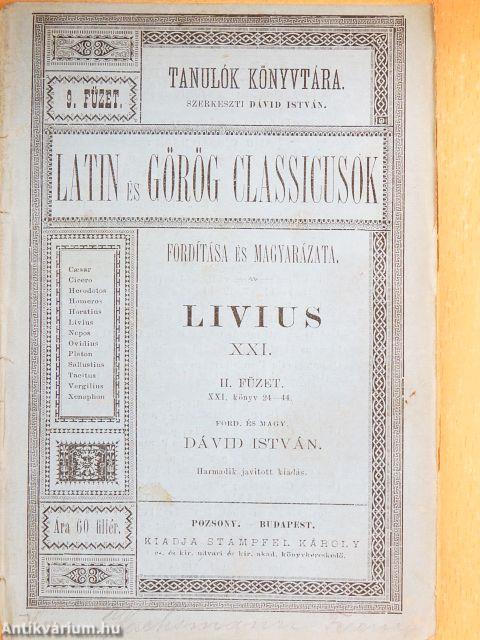 9. FÜZET.
TANULÓK KÖNYVTÁRA.
SZERKESZTI DÁVID ISTVÁN.
LATIN ÉS GÖRÖG CLASSICUSOK
FORDÍTÁSA ÉS MAGYARÁZATA.
Cæsar
Cicero
Herodotos
Homeros
Horatius
Livius
Nepos
Ovidius
Platon
Sallustius
Tacitus
Vergilius
Xenophon
LIVIUS
XXI.
II. FÜZET.
XXI. könyv 24—44.
FORD. ÉS MAGY.
DÁVID ISTVÁN.
Harmadik javított kiadás.
Ára 60 fillér.
POZSONY. BUDAPEST.
KIADJA STAMPFEL KÁROLY
cs. és kir. udvari és kir. akad. könyvkereskedő.
Antikvárium.hu